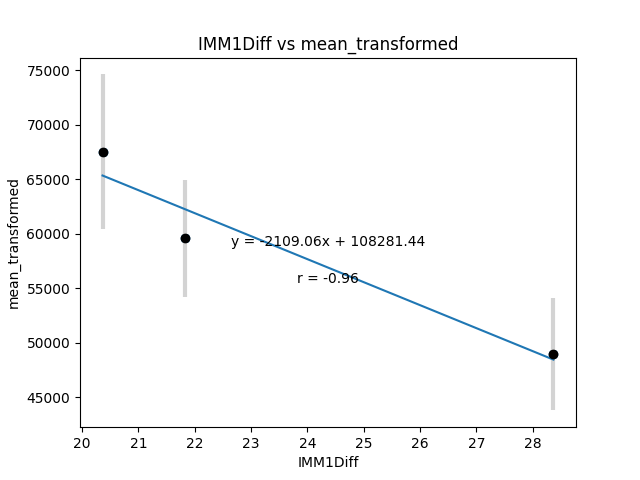 IMM1Diff vs mean_transformed
75000
70000
65000
60000
55000
50000
45000
mean_transformed
y = -2109.06x + 108281.44
r = -0.96
20 21 22 23 24 25 26 27 28
IMM1Diff